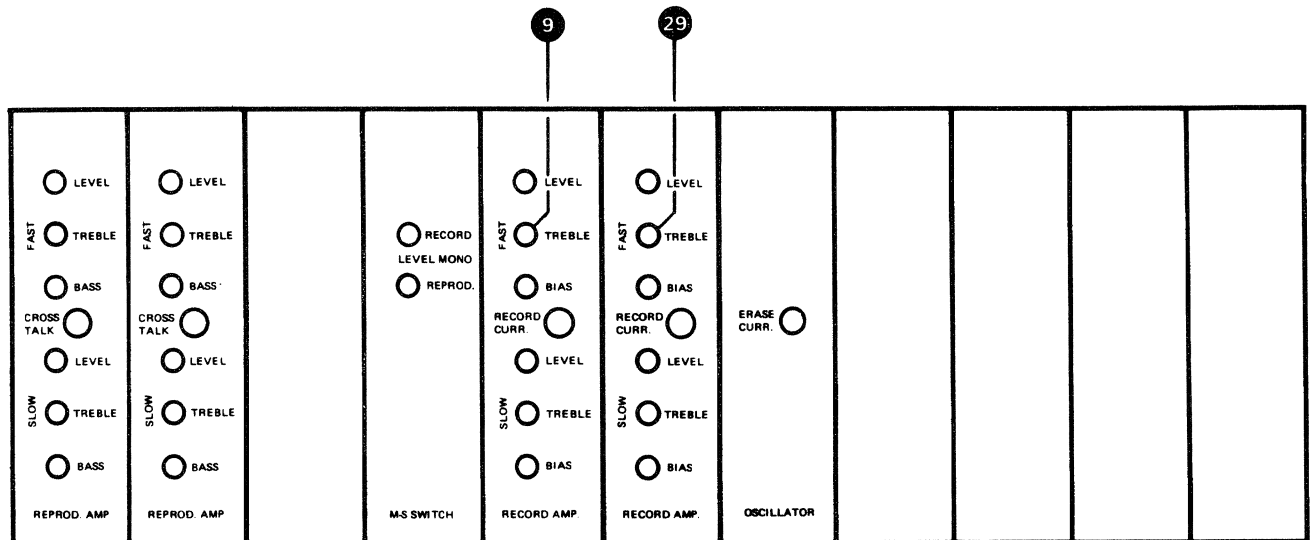 9
29
LEVEL
FAST
TREBLE
BASS
CROSS
TALK
LEVEL
SLOW
TREBLE
BASS
REPROD. AMP
LEVEL
FAST
TREBLE
BASS
CROSS
TALK
LEVEL
SLOW
TREBLE
BASS
REPROD. AMP
RECORD
LEVEL MONO
REPROD.
M-S SWITCH
LEVEL
FAST
TREBLE
BIAS
RECORD
CURR.
LEVEL
SLOW
TREBLE
BIAS
RECORD AMP.
LEVEL
FAST
TREBLE
BIAS
RECORD
CURR.
LEVEL
SLOW
TREBLE
BIAS
RECORD AMP.
ERASE
CURR.
OSCILLATOR